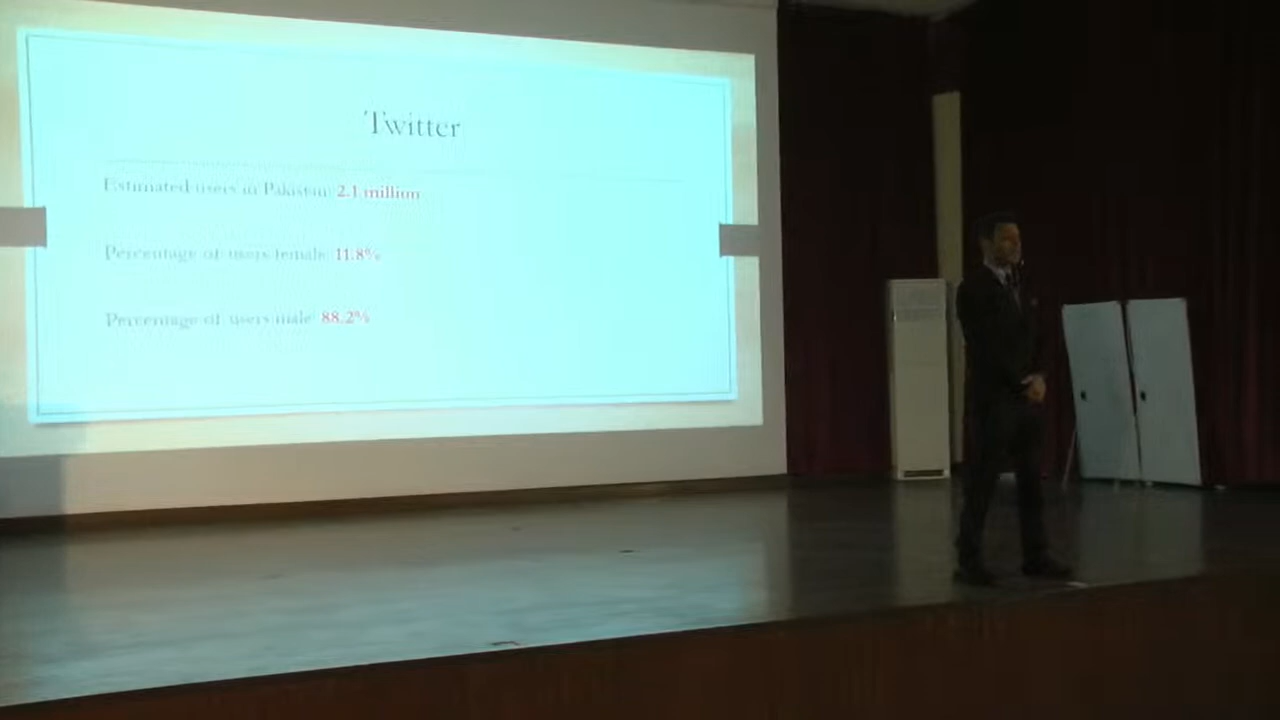 Twitter
Estimated users in Pakistan: 2.1 million
Percentage of users female: 11.8%
Percentage of users male: 88.2%